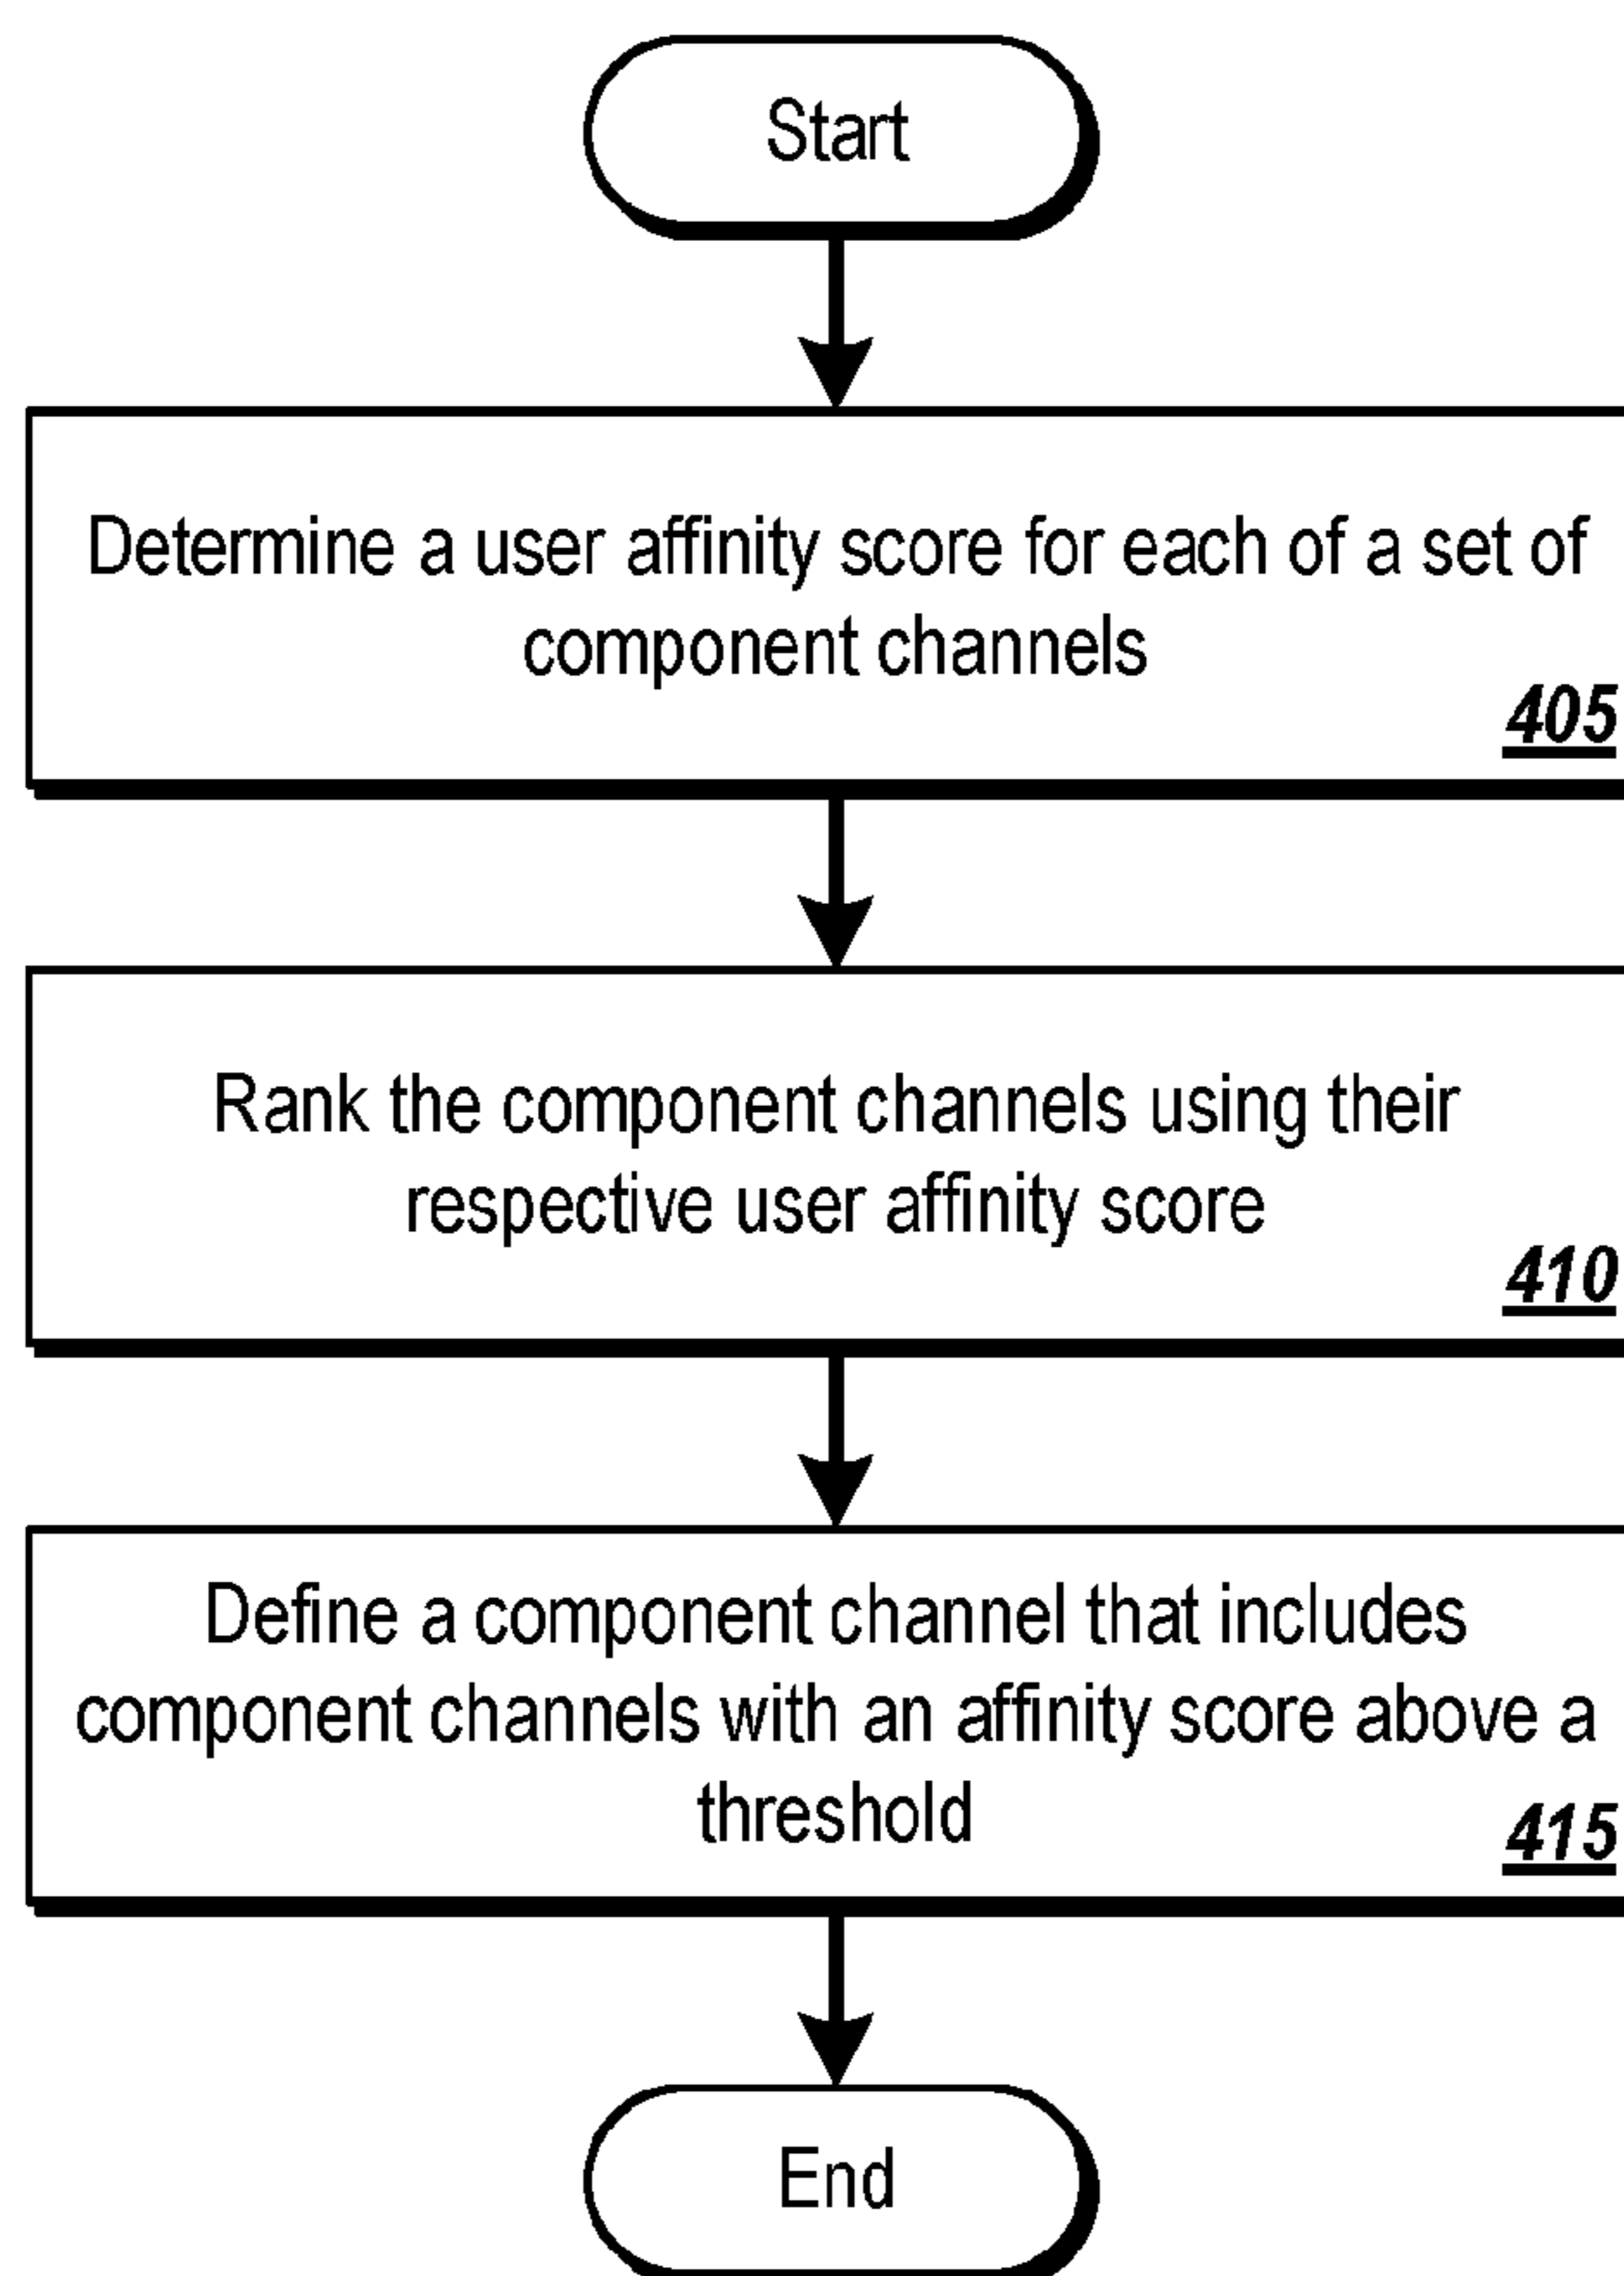 Start
Determine a user affinity score for each of a set of
component channels
405
Rank the component channels using their
respective user affinity score
410
Define a component channel that includes
component channels with an affinity score above a
threshold
415
End